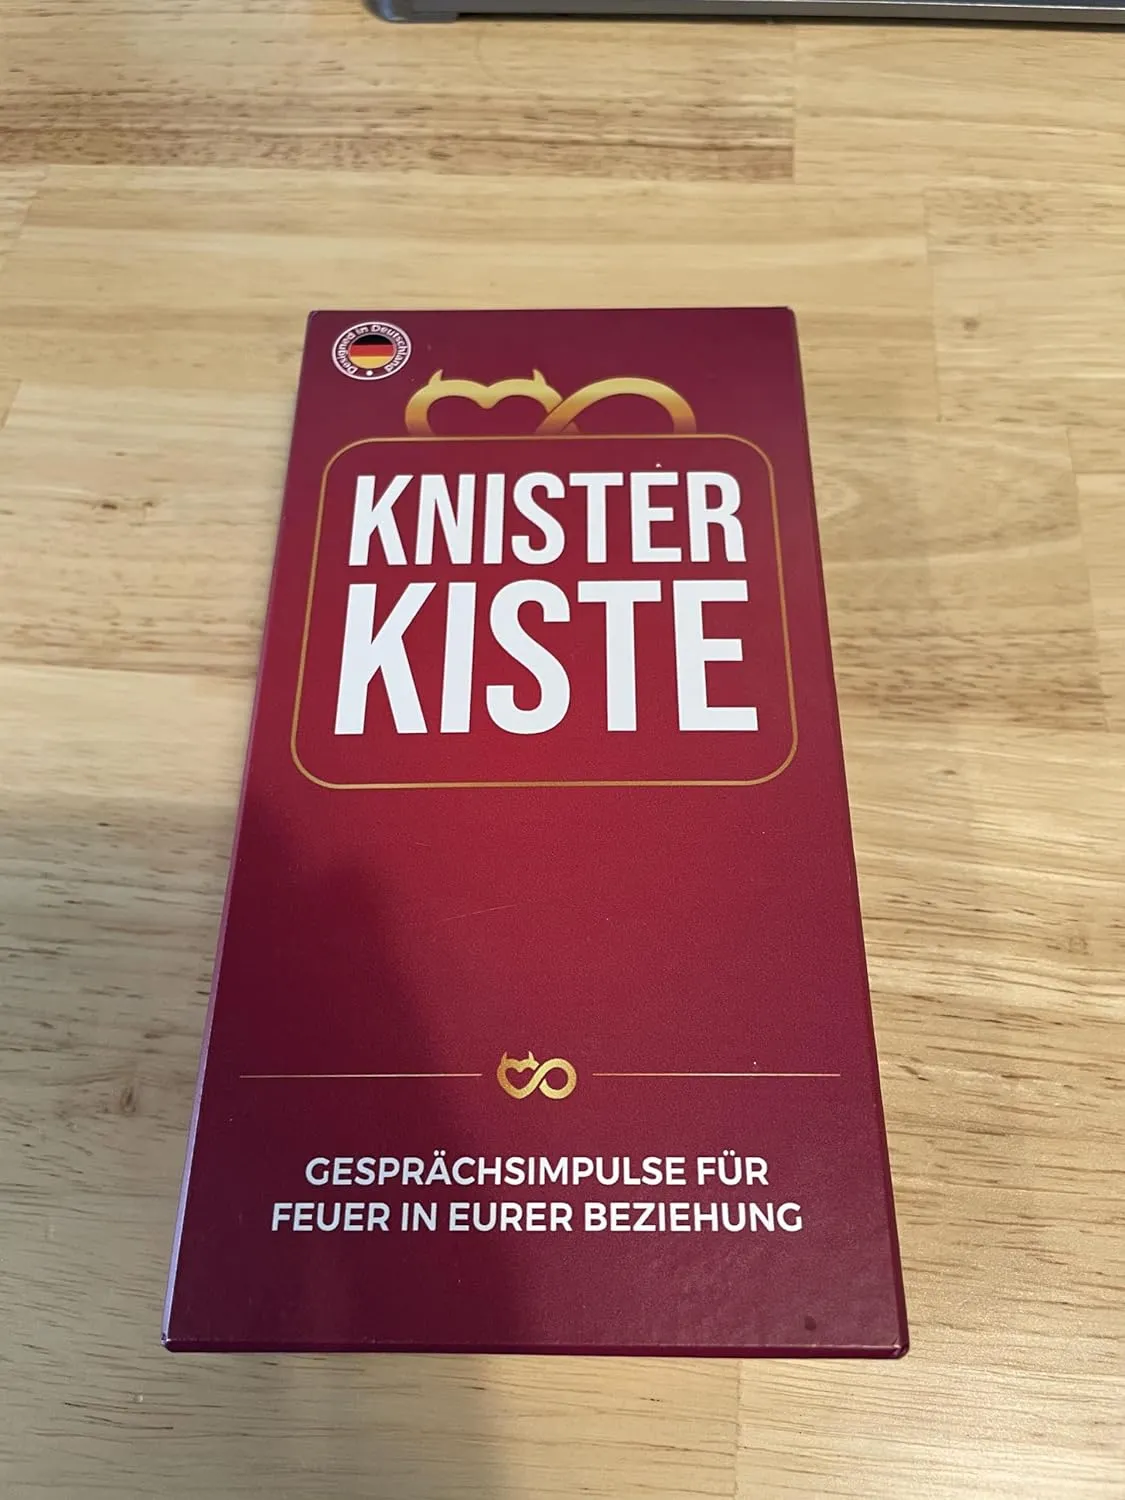 Designed in Deutschland
KNISTER
KISTE
GESPRÄCHSIMPULSE FÜR
FEUER IN EURER BEZIEHUNG